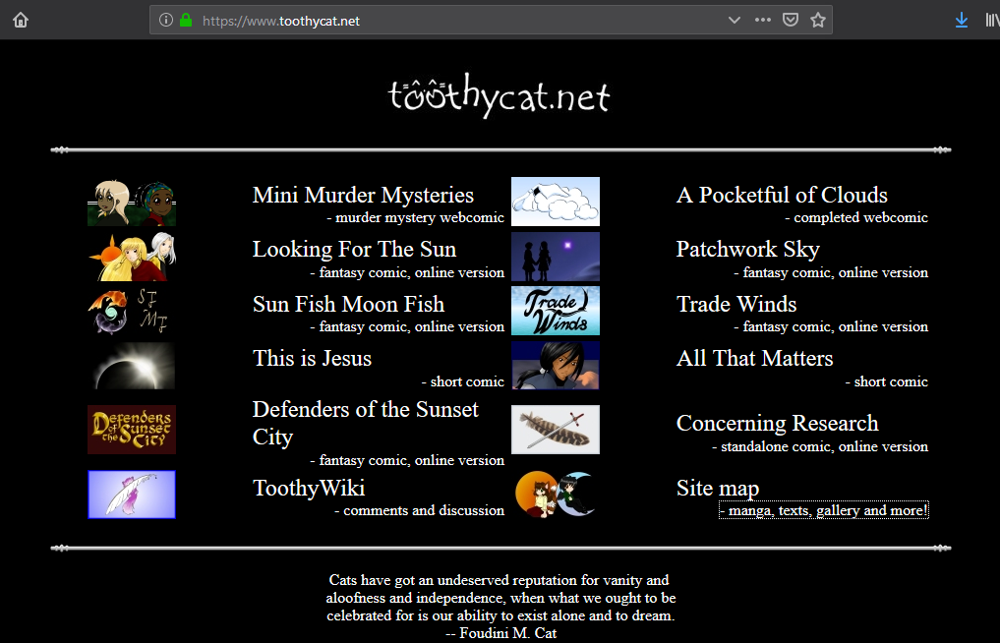 https://www.toothycat.net
toothycat.net
Mini Murder Mysteries
- murder mystery webcomic
A Pocketful of Clouds
- completed webcomic
Looking For The Sun
- fantasy comic, online version
Patchwork Sky
- fantasy comic, online version
SF
MF
Sun Fish Moon Fish
- fantasy comic, online version
Trade
Winds
Trade Winds
- fantasy comic, online version
This is Jesus
- short comic
All That Matters
- short comic
Defenders
of the Sunset
City
Defenders of the Sunset
City
- fantasy comic, online version
Concerning Research
- standalone comic, online version
ToothyWiki
- comments and discussion
Site map
- manga, texts, gallery and more!
Cats have got an undeserved reputation for vanity and
aloofness and independence, when what we ought to be
celebrated for is our ability to exist alone and to dream.
-- Foudini M. Cat